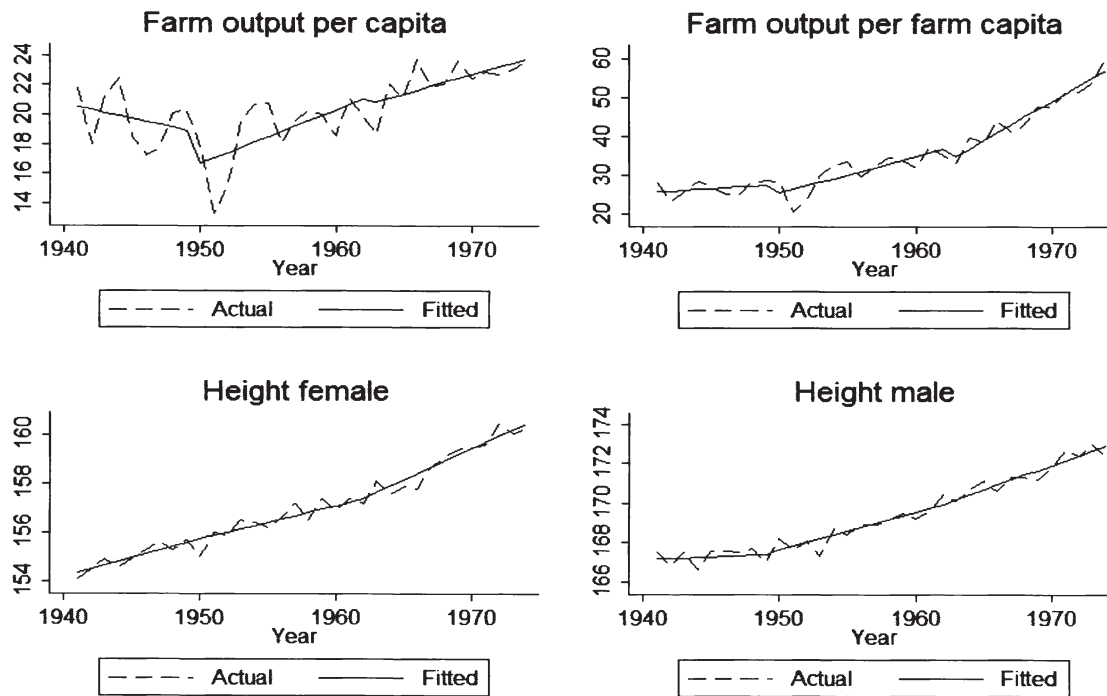 Farm output per capita
24
22
20
18
16
14
1940 1950 1960 1970
Year
Actual Fitted
Farm output per farm capita
60
50
40
30
20
1940 1950 1960 1970
Year
Actual Fitted
Height female
160
158
156
154
1940 1950 1960 1970
Year
Actual Fitted
Height male
174
172
170
168
166
1940 1950 1960 1970
Year
Actual Fitted